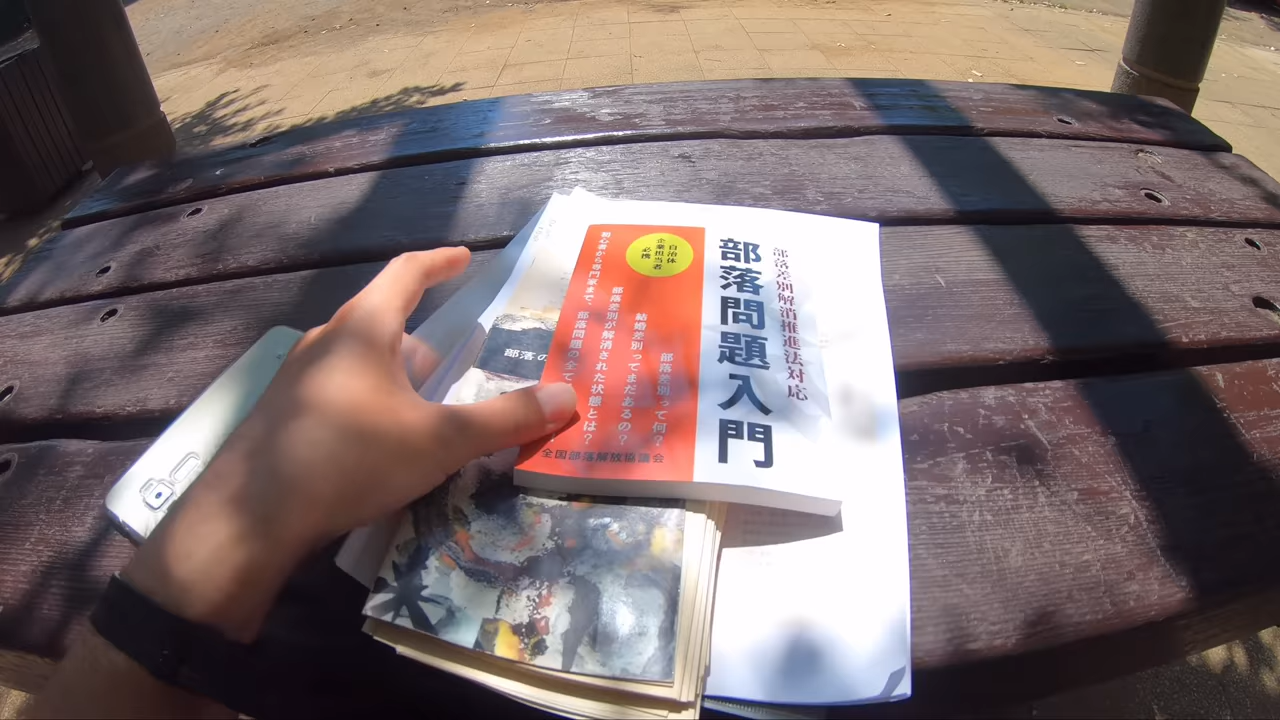 部落差別解消推進法対応
部落問題入門
自治体
企業担当者
必携
部落差別って何?
結婚差別ってまだあるの?
部落差別が解消された状態とは?
初心者から専門家まで、部落問題の全て
全国部落解放協議会
部落の